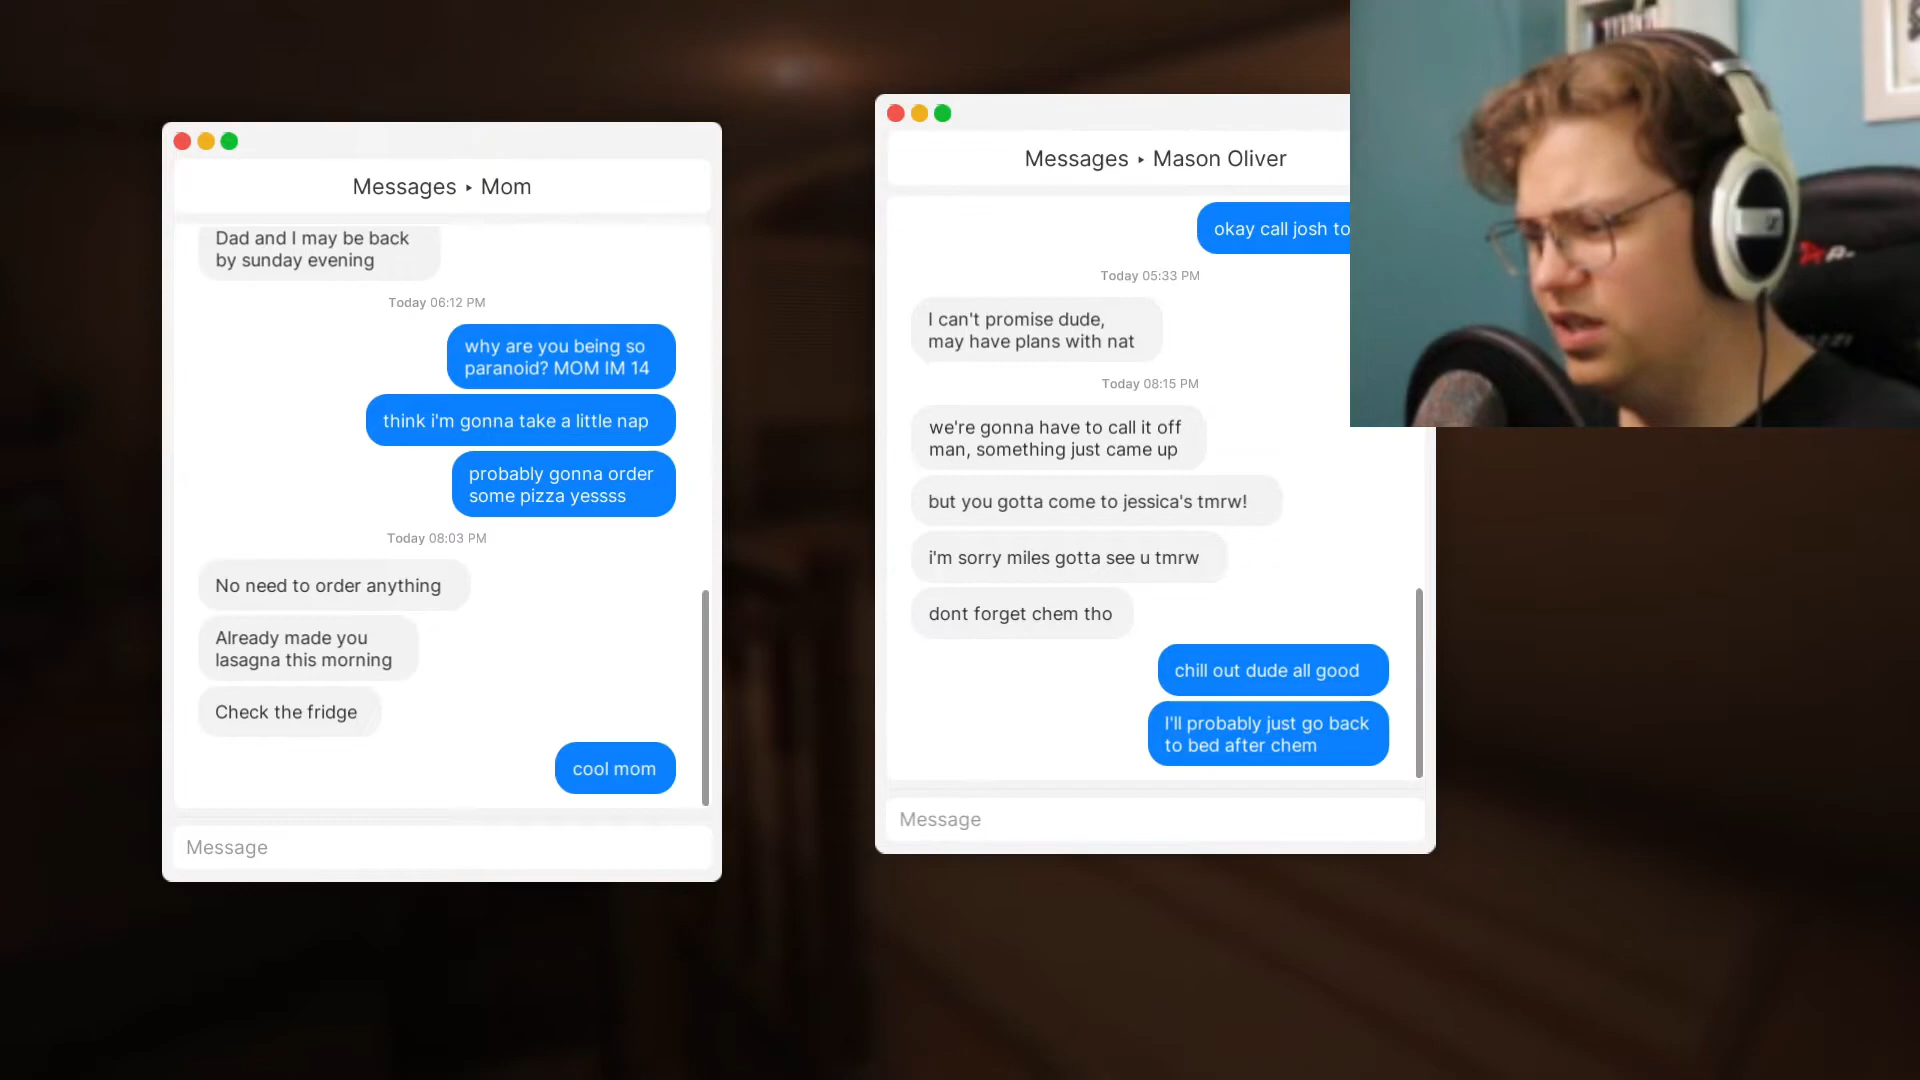 Messages ▸ Mom
Dad and I may be back
by sunday evening
Today 06:12 PM
why are you being so
paranoid? MOM IM 14
think i'm gonna take a little nap
probably gonna order
some pizza yessss
Today 08:03 PM
No need to order anything
Already made you
lasagna this morning
Check the fridge
cool mom
Message
Messages ▸ Mason Oliver
okay call josh to
Today 05:33 PM
I can't promise dude,
may have plans with nat
Today 08:15 PM
we're gonna have to call it off
man, something just came up
but you gotta come to jessica's tmrw!
i'm sorry miles gotta see u tmrw
dont forget chem tho
chill out dude all good
I'll probably just go back
to bed after chem
Message